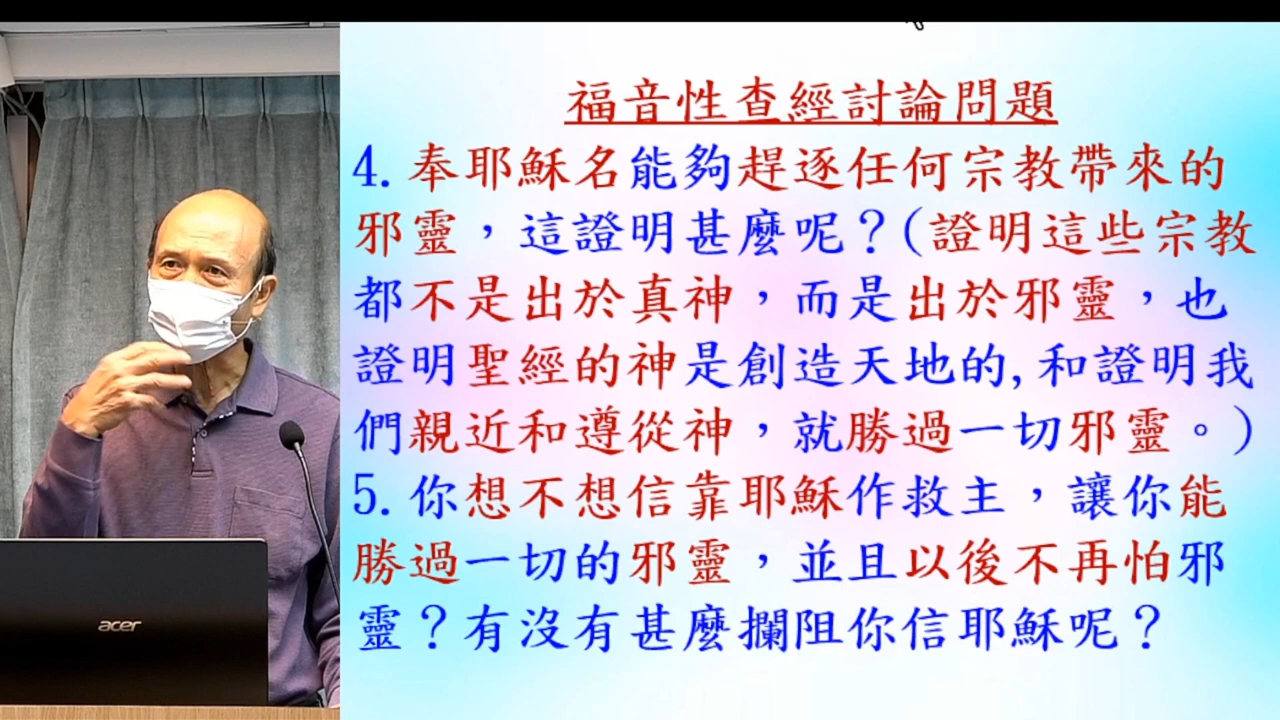 福音性查經討論問題
4. 奉耶穌名能夠趕逐任何宗教帶來的
邪靈，這證明甚麼呢？(證明這些宗教
都不是出於真神，而是出於邪靈，也
證明聖經的神是創造天地的, 和證明我
們親近和遵從神，就勝過一切邪靈。)
5. 你想不想信靠耶穌作救主，讓你能
勝過一切的邪靈，並且以後不再怕邪
靈？有沒有甚麼攔阻你信耶穌呢？
acer